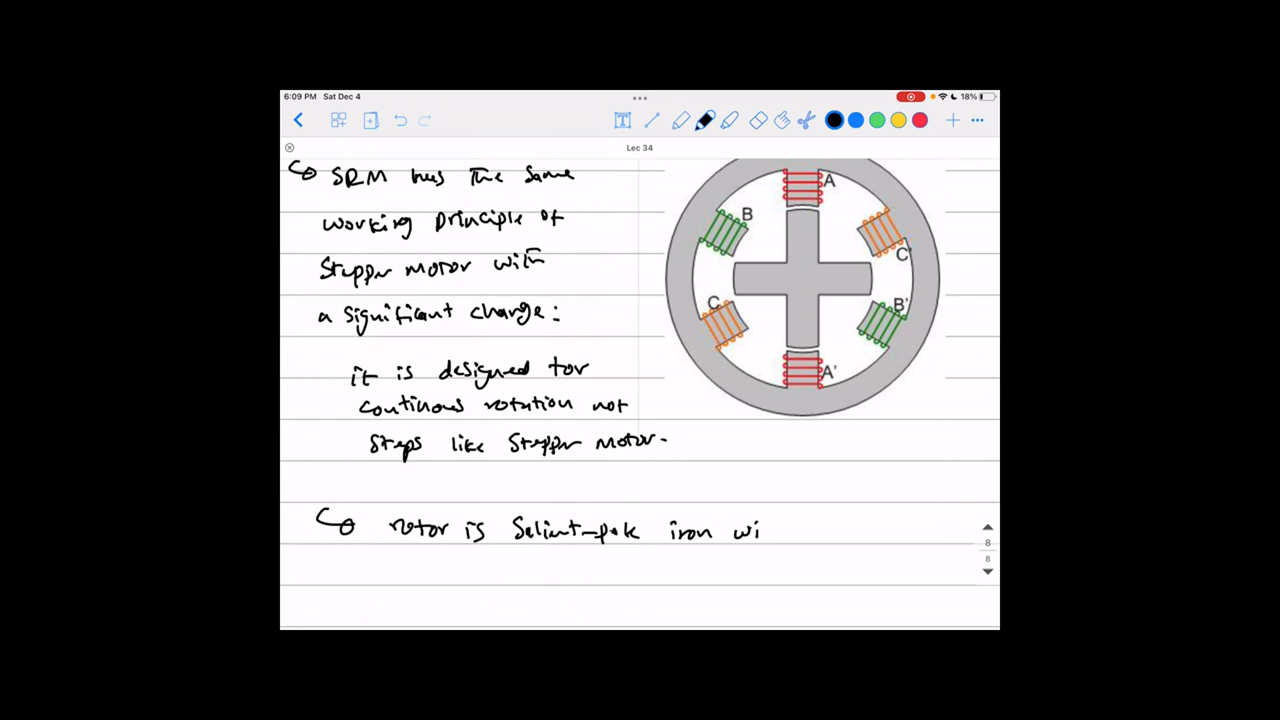 6:09 PM Sat Dec 4
18%
Lec 34
SRM has the same
working principle of
Stepper motor with
a significant change:
it is designed for
continous rotation not
steps like stepper motor.
rotor is Salient-pole iron wi
A
B
C'
C
B'
A'
8
8